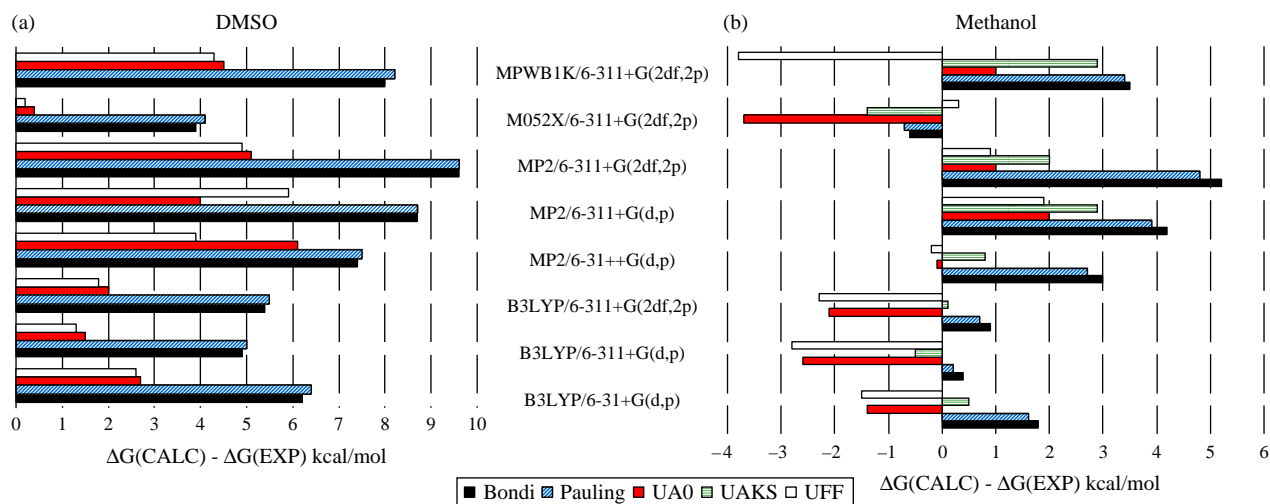 (a)
DMSO
(b)
Methanol
MPWB1K/6-311+G(2df,2p)
M052X/6-311+G(2df,2p)
MP2/6-311+G(2df,2p)
MP2/6-311+G(d,p)
MP2/6-31++G(d,p)
B3LYP/6-311+G(2df,2p)
B3LYP/6-311+G(d,p)
B3LYP/6-31+G(d,p)
0 1 2 3 4 5 6 7 8 9 10
−4 −3 −2 −1 0 1 2 3 4 5 6
ΔG(CALC) - ΔG(EXP) kcal/mol
ΔG(CALC) - ΔG(EXP) kcal/mol
Bondi Pauling UA0 UAKS UFF